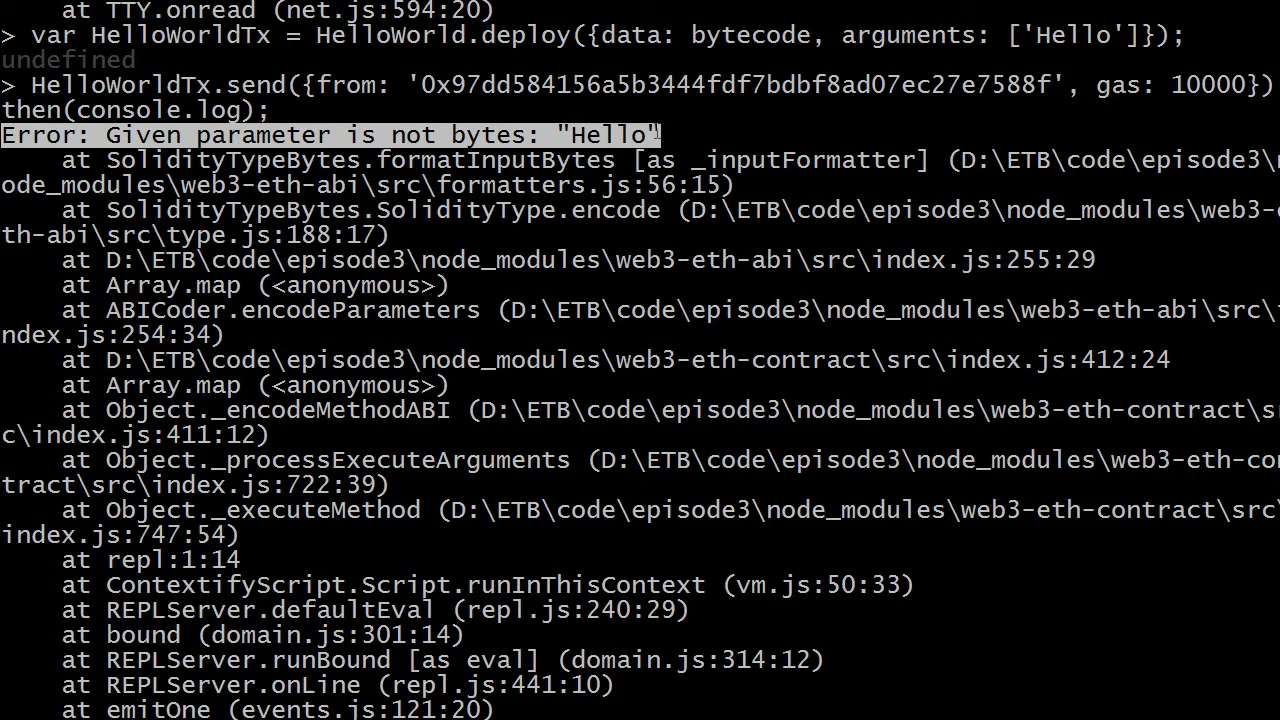 at TTY.onread (net.js:594:20)
> var HelloWorldTx = HelloWorld.deploy({data: bytecode, arguments: ['Hello']});
undefined
> HelloWorldTx.send({from: '0x97dd584156a5b3444fdf7bdbf8ad07ec27e7588f', gas: 10000})
then(console.log);
Error: Given parameter is not bytes: "Hello"
    at SolidityTypeBytes.formatInputBytes [as _inputFormatter] (D:\ETB\code\episode3\n
ode_modules\web3-eth-abi\src\formatters.js:56:15)
    at SolidityTypeBytes.SolidityType.encode (D:\ETB\code\episode3\node_modules\web3-e
th-abi\src\type.js:188:17)
    at D:\ETB\code\episode3\node_modules\web3-eth-abi\src\index.js:255:29
    at Array.map (<anonymous>)
    at ABICoder.encodeParameters (D:\ETB\code\episode3\node_modules\web3-eth-abi\src\i
ndex.js:254:34)
    at D:\ETB\code\episode3\node_modules\web3-eth-contract\src\index.js:412:24
    at Array.map (<anonymous>)
    at Object._encodeMethodABI (D:\ETB\code\episode3\node_modules\web3-eth-contract\sr
c\index.js:411:12)
    at Object._processExecuteArguments (D:\ETB\code\episode3\node_modules\web3-eth-con
tract\src\index.js:722:39)
    at Object._executeMethod (D:\ETB\code\episode3\node_modules\web3-eth-contract\src\
index.js:747:54)
    at repl:1:14
    at ContextifyScript.Script.runInThisContext (vm.js:50:33)
    at REPLServer.defaultEval (repl.js:240:29)
    at bound (domain.js:301:14)
    at REPLServer.runBound [as eval] (domain.js:314:12)
    at REPLServer.onLine (repl.js:441:10)
    at emitOne (events.js:121:20)